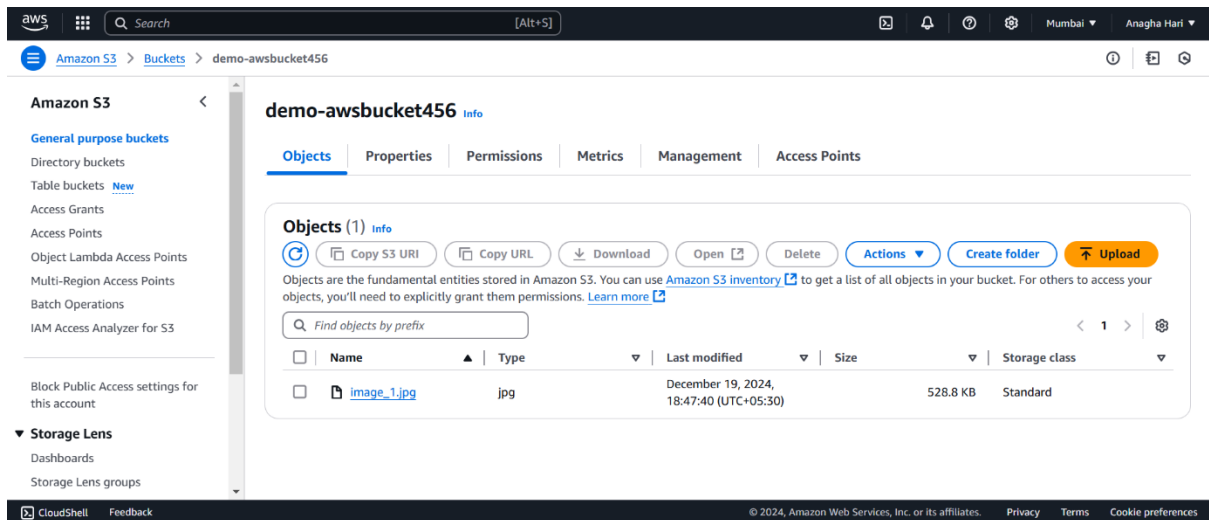 aws
Search [Alt+S]
Mumbai
Anagha Hari
Amazon S3 > Buckets > demo-awsbucket456
Amazon S3
General purpose buckets
Directory buckets
Table buckets New
Access Grants
Access Points
Object Lambda Access Points
Multi-Region Access Points
Batch Operations
IAM Access Analyzer for S3
Block Public Access settings for
this account
Storage Lens
Dashboards
Storage Lens groups
demo-awsbucket456 Info
Objects Properties Permissions Metrics Management Access Points
Objects (1) Info
Copy S3 URI Copy URL Download Open Delete Actions Create folder Upload
Objects are the fundamental entities stored in Amazon S3. You can use Amazon S3 inventory to get a list of all objects in your bucket. For others to access your
objects, you'll need to explicitly grant them permissions. Learn more
Find objects by prefix
1
Name Type Last modified Size Storage class
image_1.jpg jpg December 19, 2024, 528.8 KB Standard
18:47:40 (UTC+05:30)
CloudShell Feedback © 2024, Amazon Web Services, Inc. or its affiliates. Privacy Terms Cookie preferences